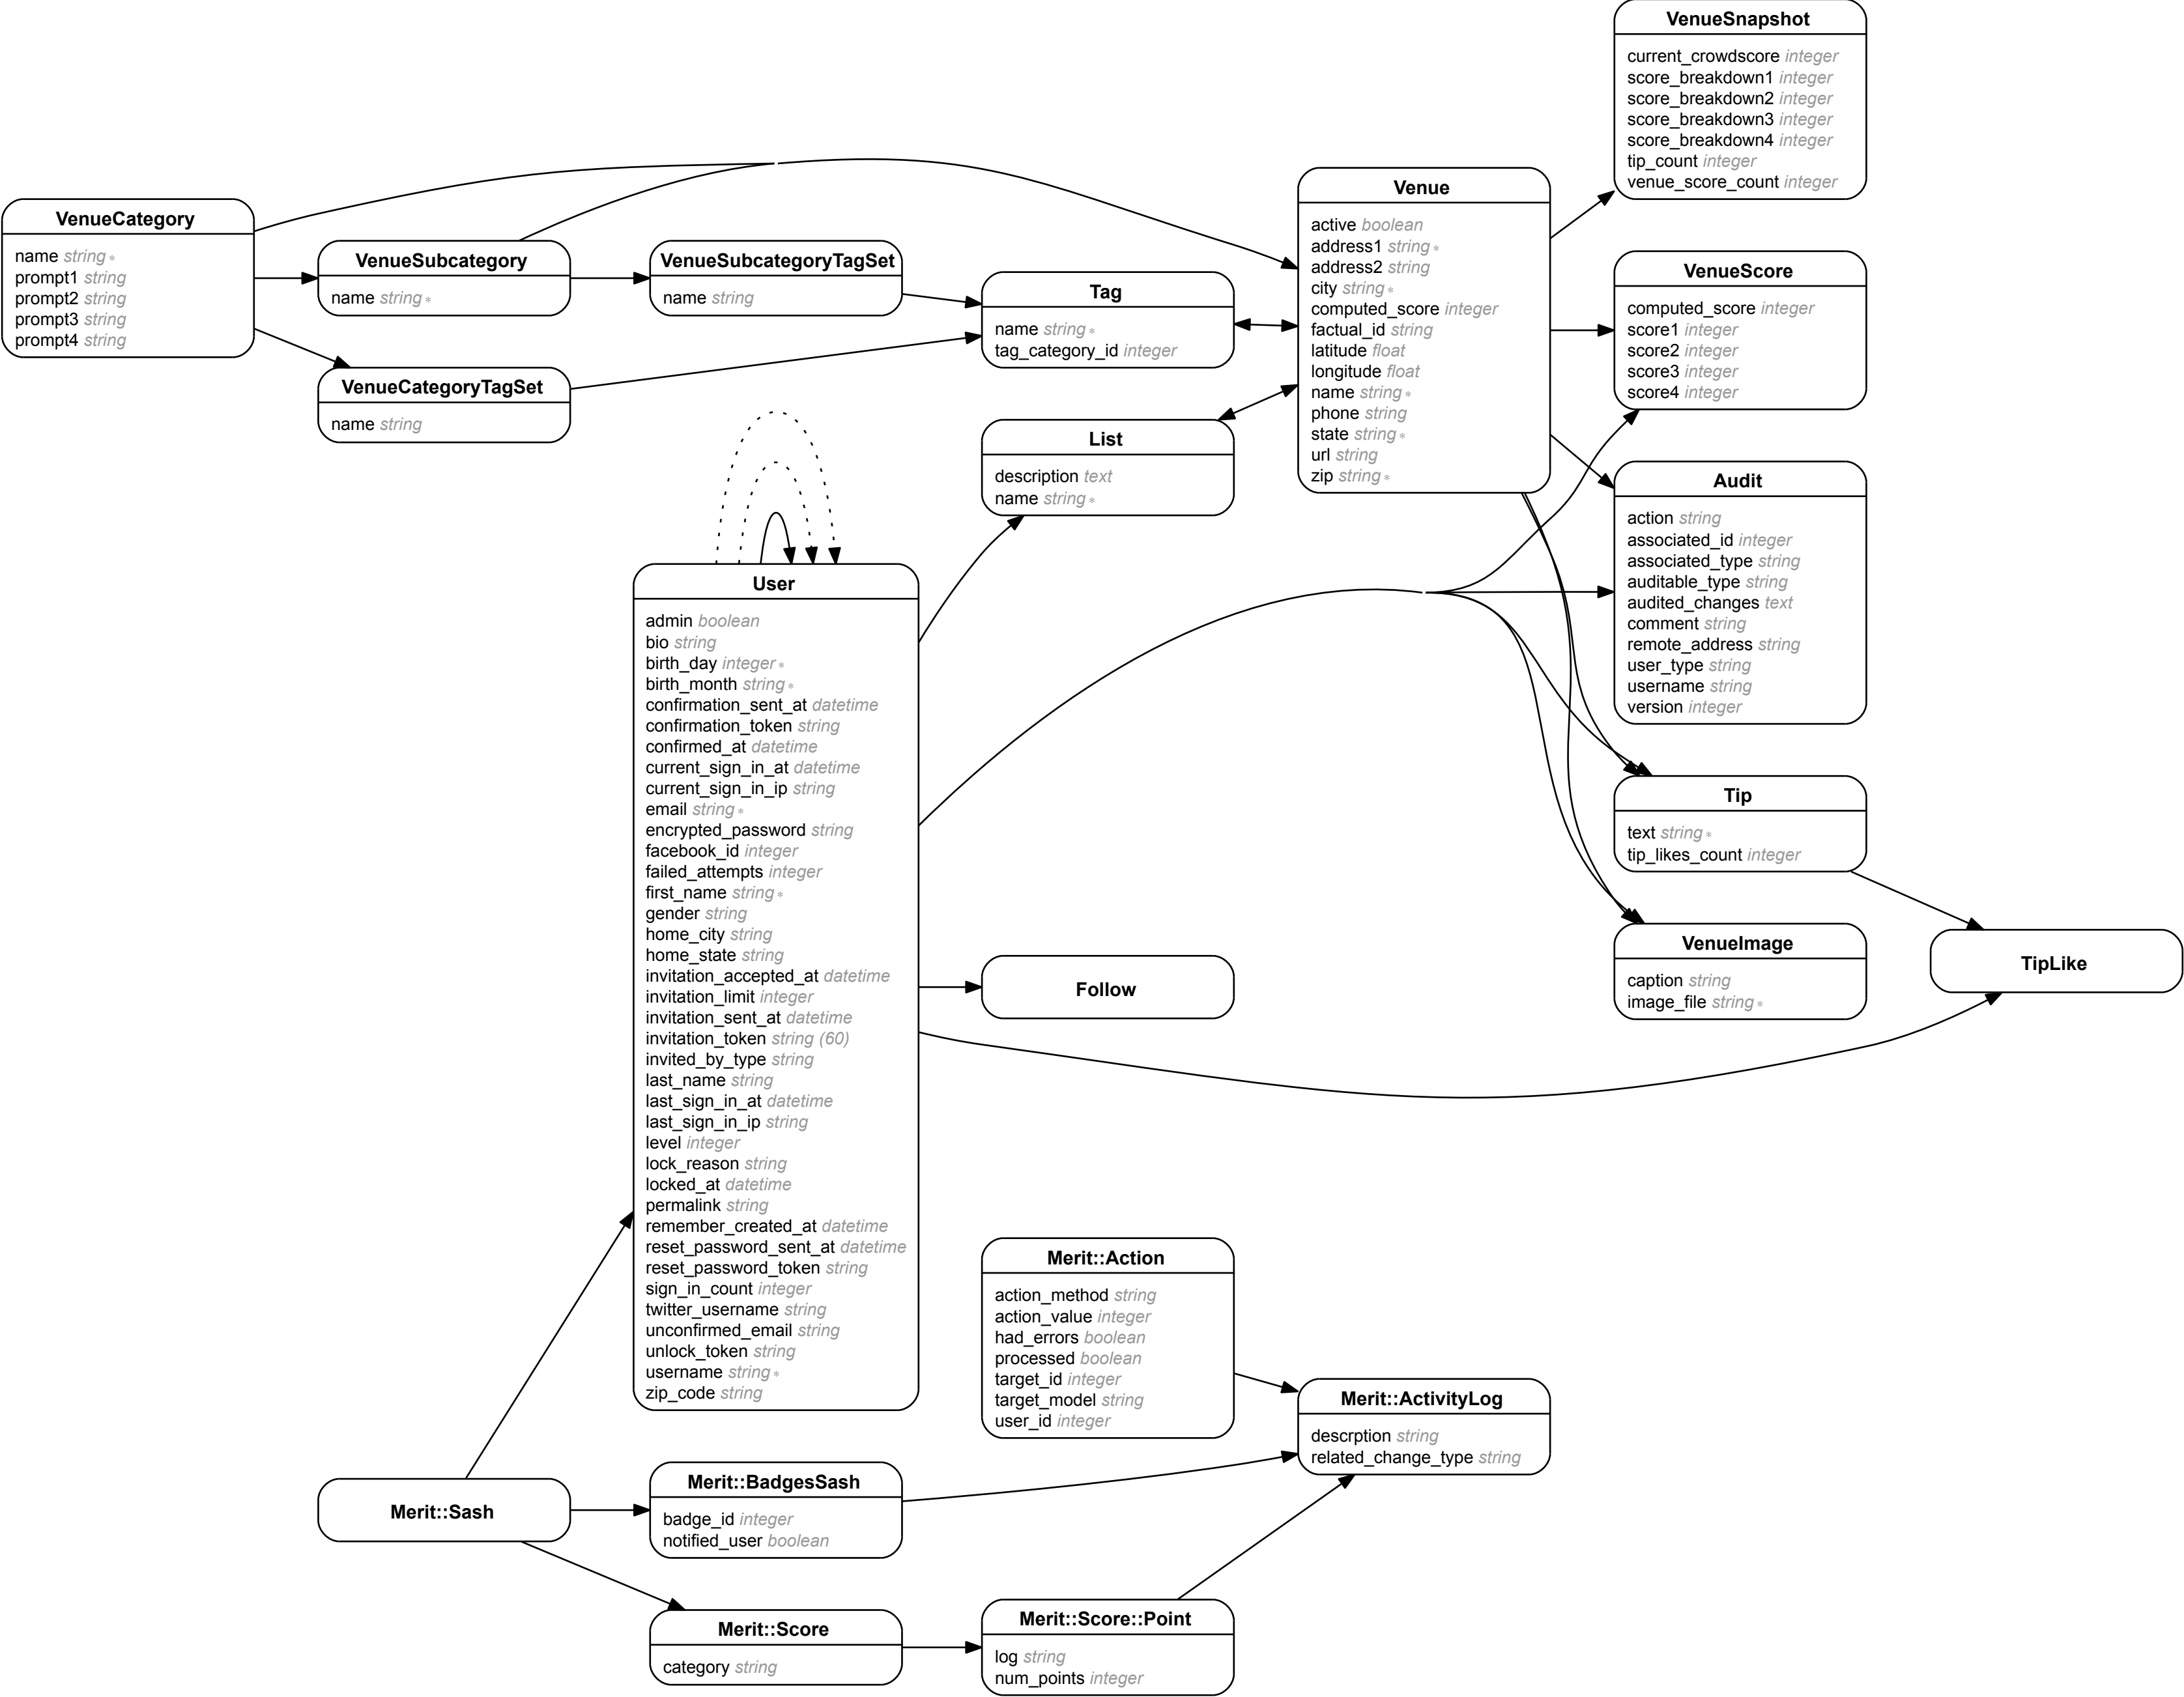 VenueSnapshot
current_crowdscore integer
score_breakdown1 integer
score_breakdown2 integer
score_breakdown3 integer
score_breakdown4 integer
tip_count integer
venue_score_count integer
VenueCategory
name string *
prompt1 string
prompt2 string
prompt3 string
prompt4 string
VenueSubcategory
name string *
VenueSubcategoryTagSet
name string
VenueCategoryTagSet
name string
Tag
name string *
tag_category_id integer
List
description text
name string *
Venue
active boolean
address1 string *
address2 string
city string *
computed_score integer
factual_id string
latitude float
longitude float
name string *
phone string
state string *
url string
zip string *
VenueScore
computed_score integer
score1 integer
score2 integer
score3 integer
score4 integer
Audit
action string
associated_id integer
associated_type string
auditable_type string
audited_changes text
comment string
remote_address string
user_type string
username string
version integer
User
admin boolean
bio string
birth_day integer *
birth_month string *
confirmation_sent_at datetime
confirmation_token string
confirmed_at datetime
current_sign_in_at datetime
current_sign_in_ip string
email string *
encrypted_password string
facebook_id integer
failed_attempts integer
first_name string *
gender string
home_city string
home_state string
invitation_accepted_at datetime
invitation_limit integer
invitation_sent_at datetime
invitation_token string (60)
invited_by_type string
last_name string
last_sign_in_at datetime
last_sign_in_ip string
level integer
lock_reason string
locked_at datetime
permalink string
remember_created_at datetime
reset_password_sent_at datetime
reset_password_token string
sign_in_count integer
twitter_username string
unconfirmed_email string
unlock_token string
username string *
zip_code string
Tip
text string *
tip_likes_count integer
VenueImage
caption string
image_file string *
TipLike
Follow
Merit::Action
action_method string
action_value integer
had_errors boolean
processed boolean
target_id integer
target_model string
user_id integer
Merit::ActivityLog
descrption string
related_change_type string
Merit::Sash
Merit::BadgesSash
badge_id integer
notified_user boolean
Merit::Score
category string
Merit::Score::Point
log string
num_points integer